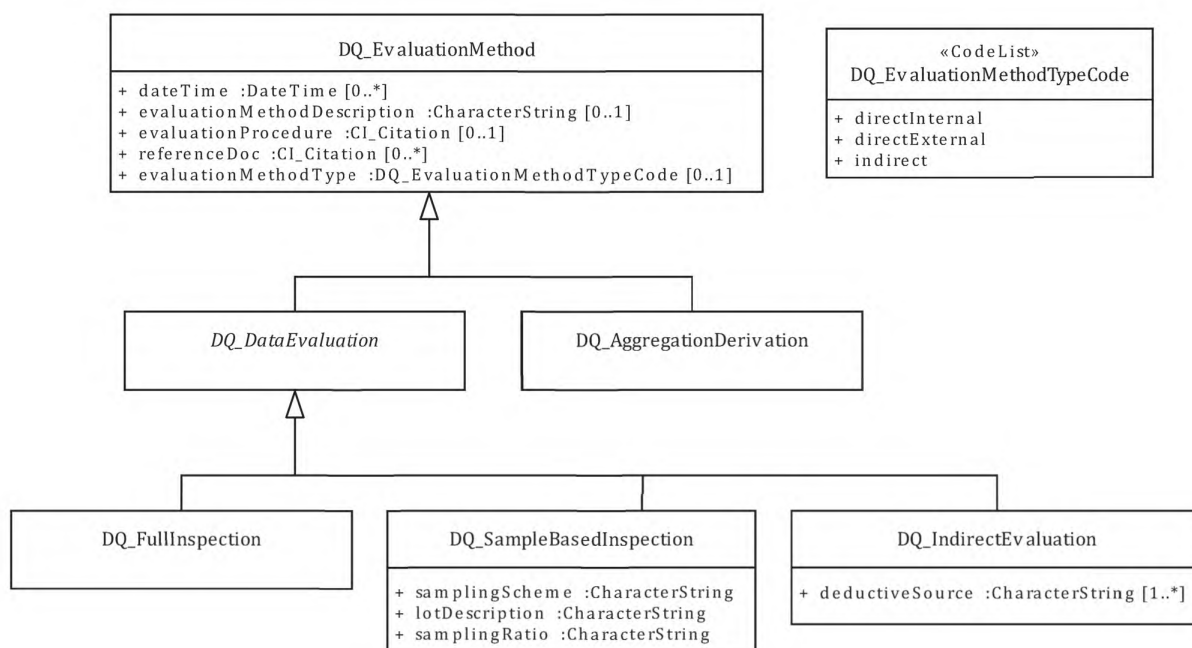 DQ_EvaluationMethod
+ dateTime :DateTime [0..*]
+ evaluationMethodDescription :CharacterString [0..1]
+ evaluationProcedure :CI_Citation [0..1]
+ referenceDoc :CI_Citation [0..*]
+ evaluationMethodType :DQ_EvaluationMethodTypeCode [0..1]
«CodeList»
DQ_EvaluationMethodTypeCode
+ directInternal
+ directExternal
+ indirect
DQ_DataEvaluation
DQ_AggregationDerivation
DQ_FullInspection
DQ_SampleBasedInspection
+ samplingScheme :CharacterString
+ lotDescription :CharacterString
+ samplingRatio :CharacterString
DQ_IndirectEvaluation
+ deductiveSource :CharacterString [1..*]